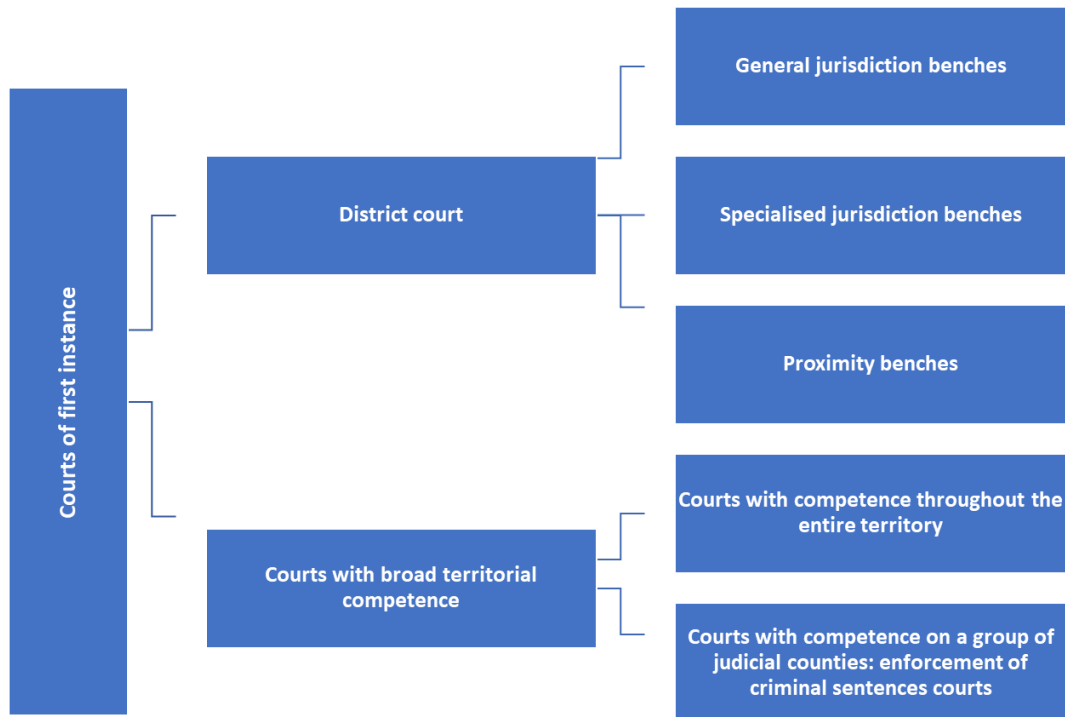 Courts of first instance
District court
General jurisdiction benches
Specialised jurisdiction benches
Proximity benches
Courts with broad territorial
competence
Courts with competence throughout the
entire territory
Courts with competence on a group of
judicial counties: enforcement of
criminal sentences courts